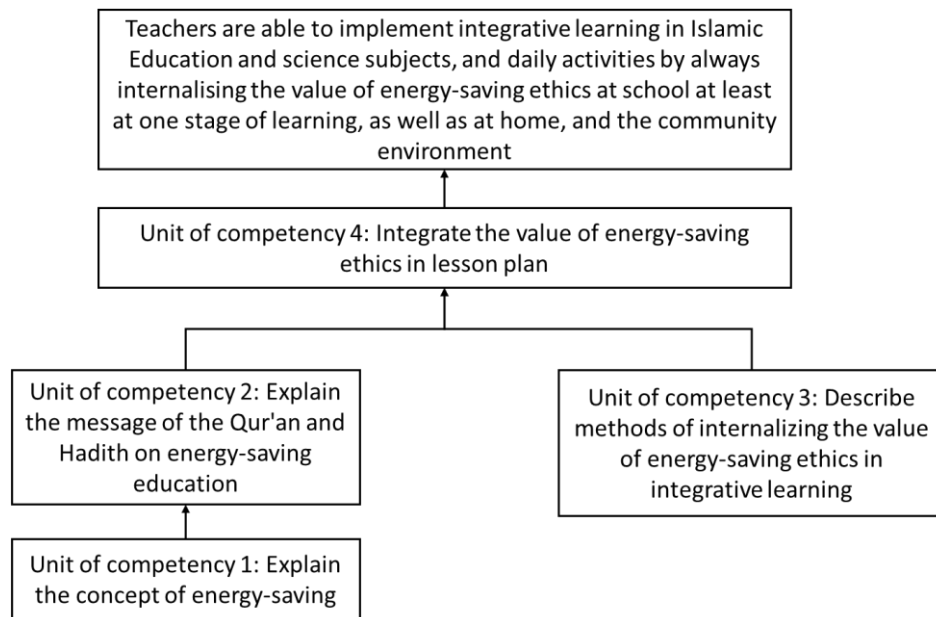 Teachers are able to implement integrative learning in Islamic
Education and science subjects, and daily activities by always
internalising the value of energy-saving ethics at school at least
at one stage of learning, as well as at home, and the community
environment
Unit of competency 4: Integrate the value of energy-saving
ethics in lesson plan
Unit of competency 2: Explain
the message of the Qur'an and
Hadith on energy-saving
education
Unit of competency 3: Describe
methods of internalizing the value
of energy-saving ethics in
integrative learning
Unit of competency 1: Explain
the concept of energy-saving